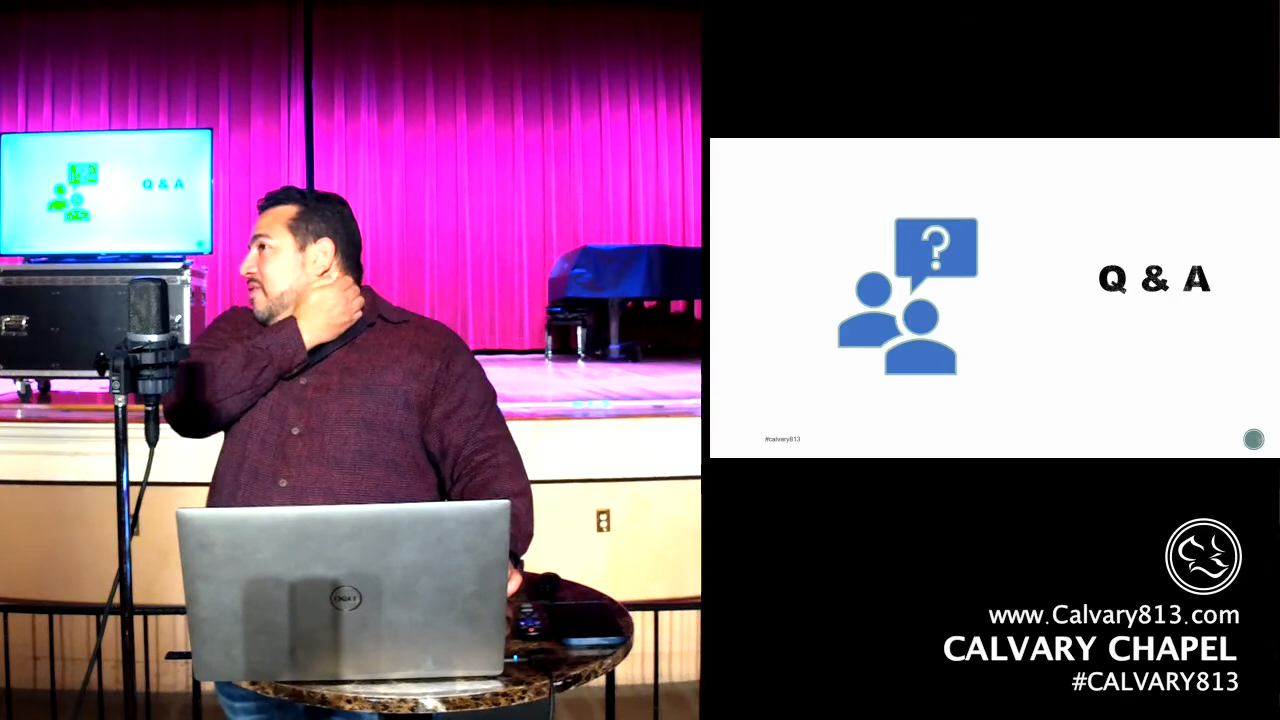 Q & A
DELL
Q & A
#calvary813
www.Calvary813.com
CALVARY CHAPEL
#CALVARY813